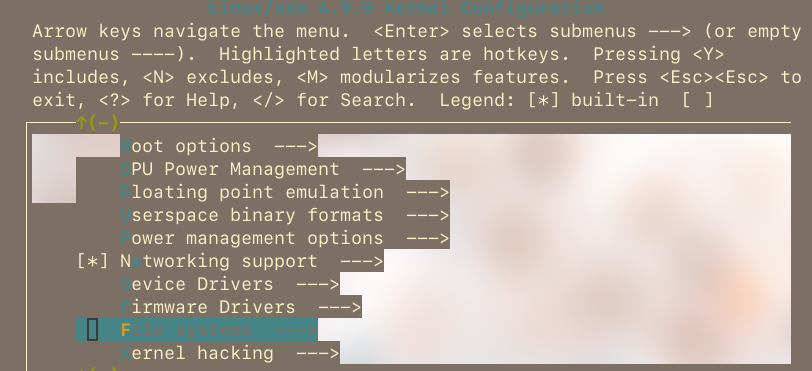 Linux/arm 4.9.0 Kernel Configuration
Arrow keys navigate the menu.  <Enter> selects submenus ---> (or empty
submenus ----).  Highlighted letters are hotkeys.  Pressing <Y>
includes, <N> excludes, <M> modularizes features.  Press <Esc><Esc> to
exit, <?> for Help, </> for Search.  Legend: [*] built-in  [ ]
↑(-)
Boot options  --->
CPU Power Management  --->
Floating point emulation  --->
Userspace binary formats  --->
Power management options  --->
[*] Networking support  --->
Device Drivers  --->
Firmware Drivers  --->
File systems  --->
Kernel hacking  --->